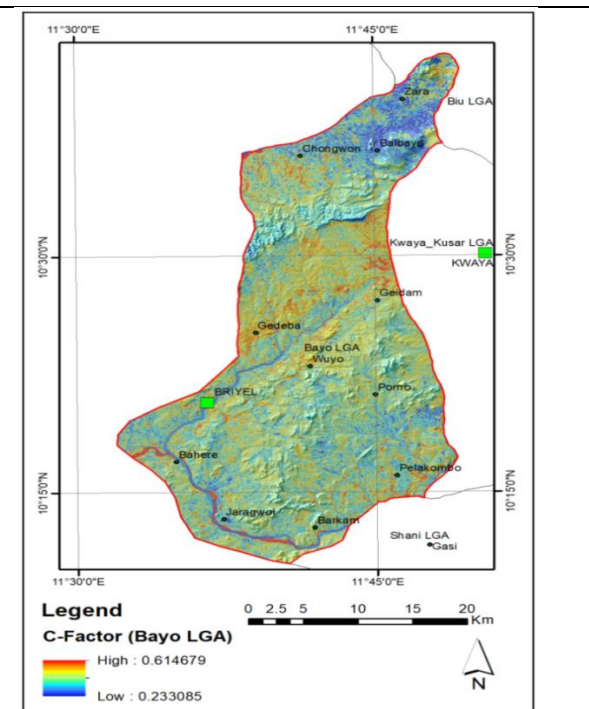 11°30'0"E 11°45'0"E
Zara
Biu LGA
Balbaya
Chongwon
Kwaya_Kusar LGA
10°30'0"N 10°30'0"N
KWAYA
Geidam
Gedeba
Bayo LGA
Wuyo
Pomb
BRIYEL
Bahere
Pelakombo
10°15'0"N 10°15'0"N
Jaragwol
Barkam
Shani LGA
Gasi
11°30'0"E 11°45'0"E
Legend
0 2.5 5 10 15 20
Km
C-Factor (Bayo LGA)
High : 0.614679
Low : 0.233085
N